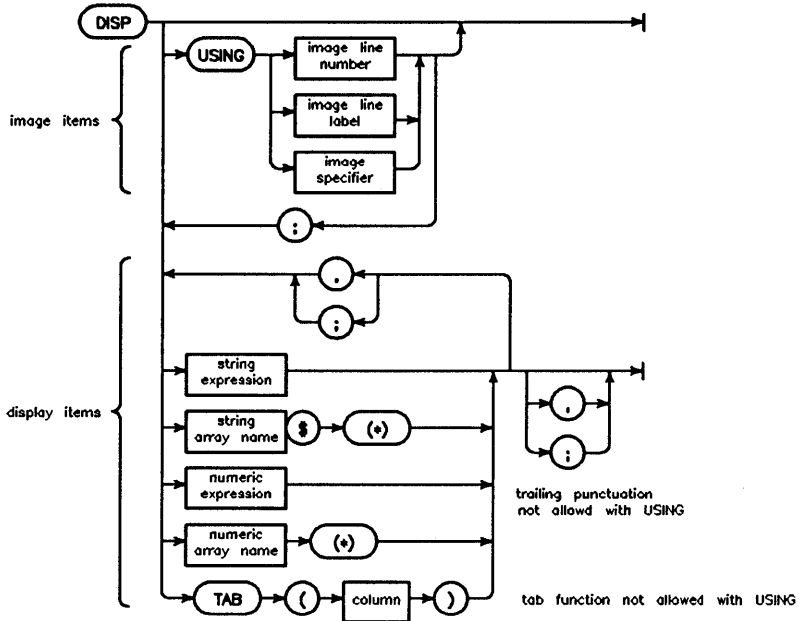 DISP
USING
image line
number
image line
label
image
specifier
image items
;
,
;
string
expression
,
string
array name
$
(*)
display items
;
numeric
expression
trailing punctuation
not allowd with USING
numeric
array name
(*)
TAB
(
column
)
tab function not allowed with USING